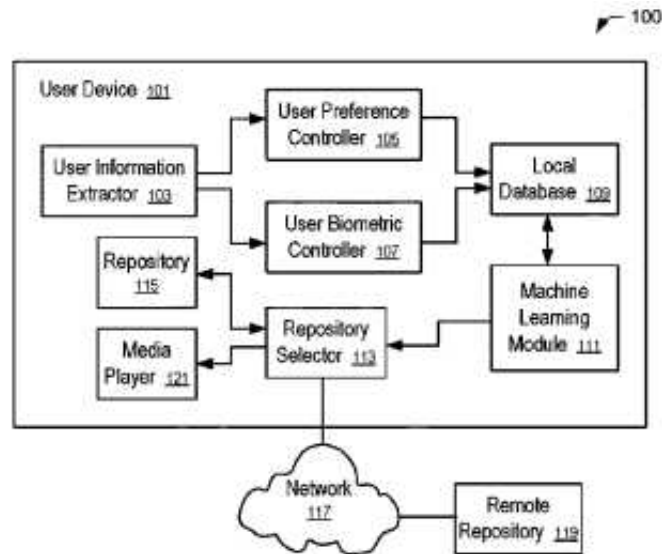 100
User Device 101
User Preference
Controller 105
User Information
Extractor 103
Local
Database 109
User Biometric
Controller 107
Repository
115
Repository
Selector 113
Machine
Learning
Module 111
Media
Player 121
Network
117
Remote
Repository 119